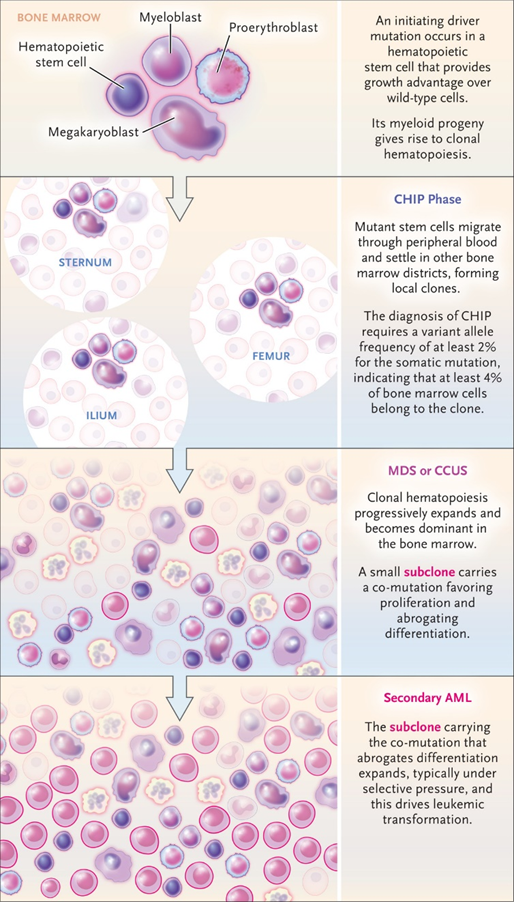 BONE MARROW
Myeloblast
Proerythroblast
Hematopoietic
stem cell
Megakaryoblast
An initiating driver
mutation occurs in a
hematopoietic
stem cell that provides
growth advantage over
wild-type cells.
Its myeloid progeny
gives rise to clonal
hematopoiesis.
STERNUM
FEMUR
ILIUM
CHIP Phase
Mutant stem cells migrate
through peripheral blood
and settle in other bone
marrow districts, forming
local clones.
The diagnosis of CHIP
requires a variant allele
frequency of at least 2%
for the somatic mutation,
indicating that at least 4%
of bone marrow cells
belong to the clone.
MDS or CCUS
Clonal hematopoiesis
progressively expands and
becomes dominant in
the bone marrow.
A small subclone carries
a co-mutation favoring
proliferation and
abrogating
differentiation.
Secondary AML
The subclone carrying
the co-mutation that
abrogates differentiation
expands, typically under
selective pressure, and
this drives leukemic
transformation.